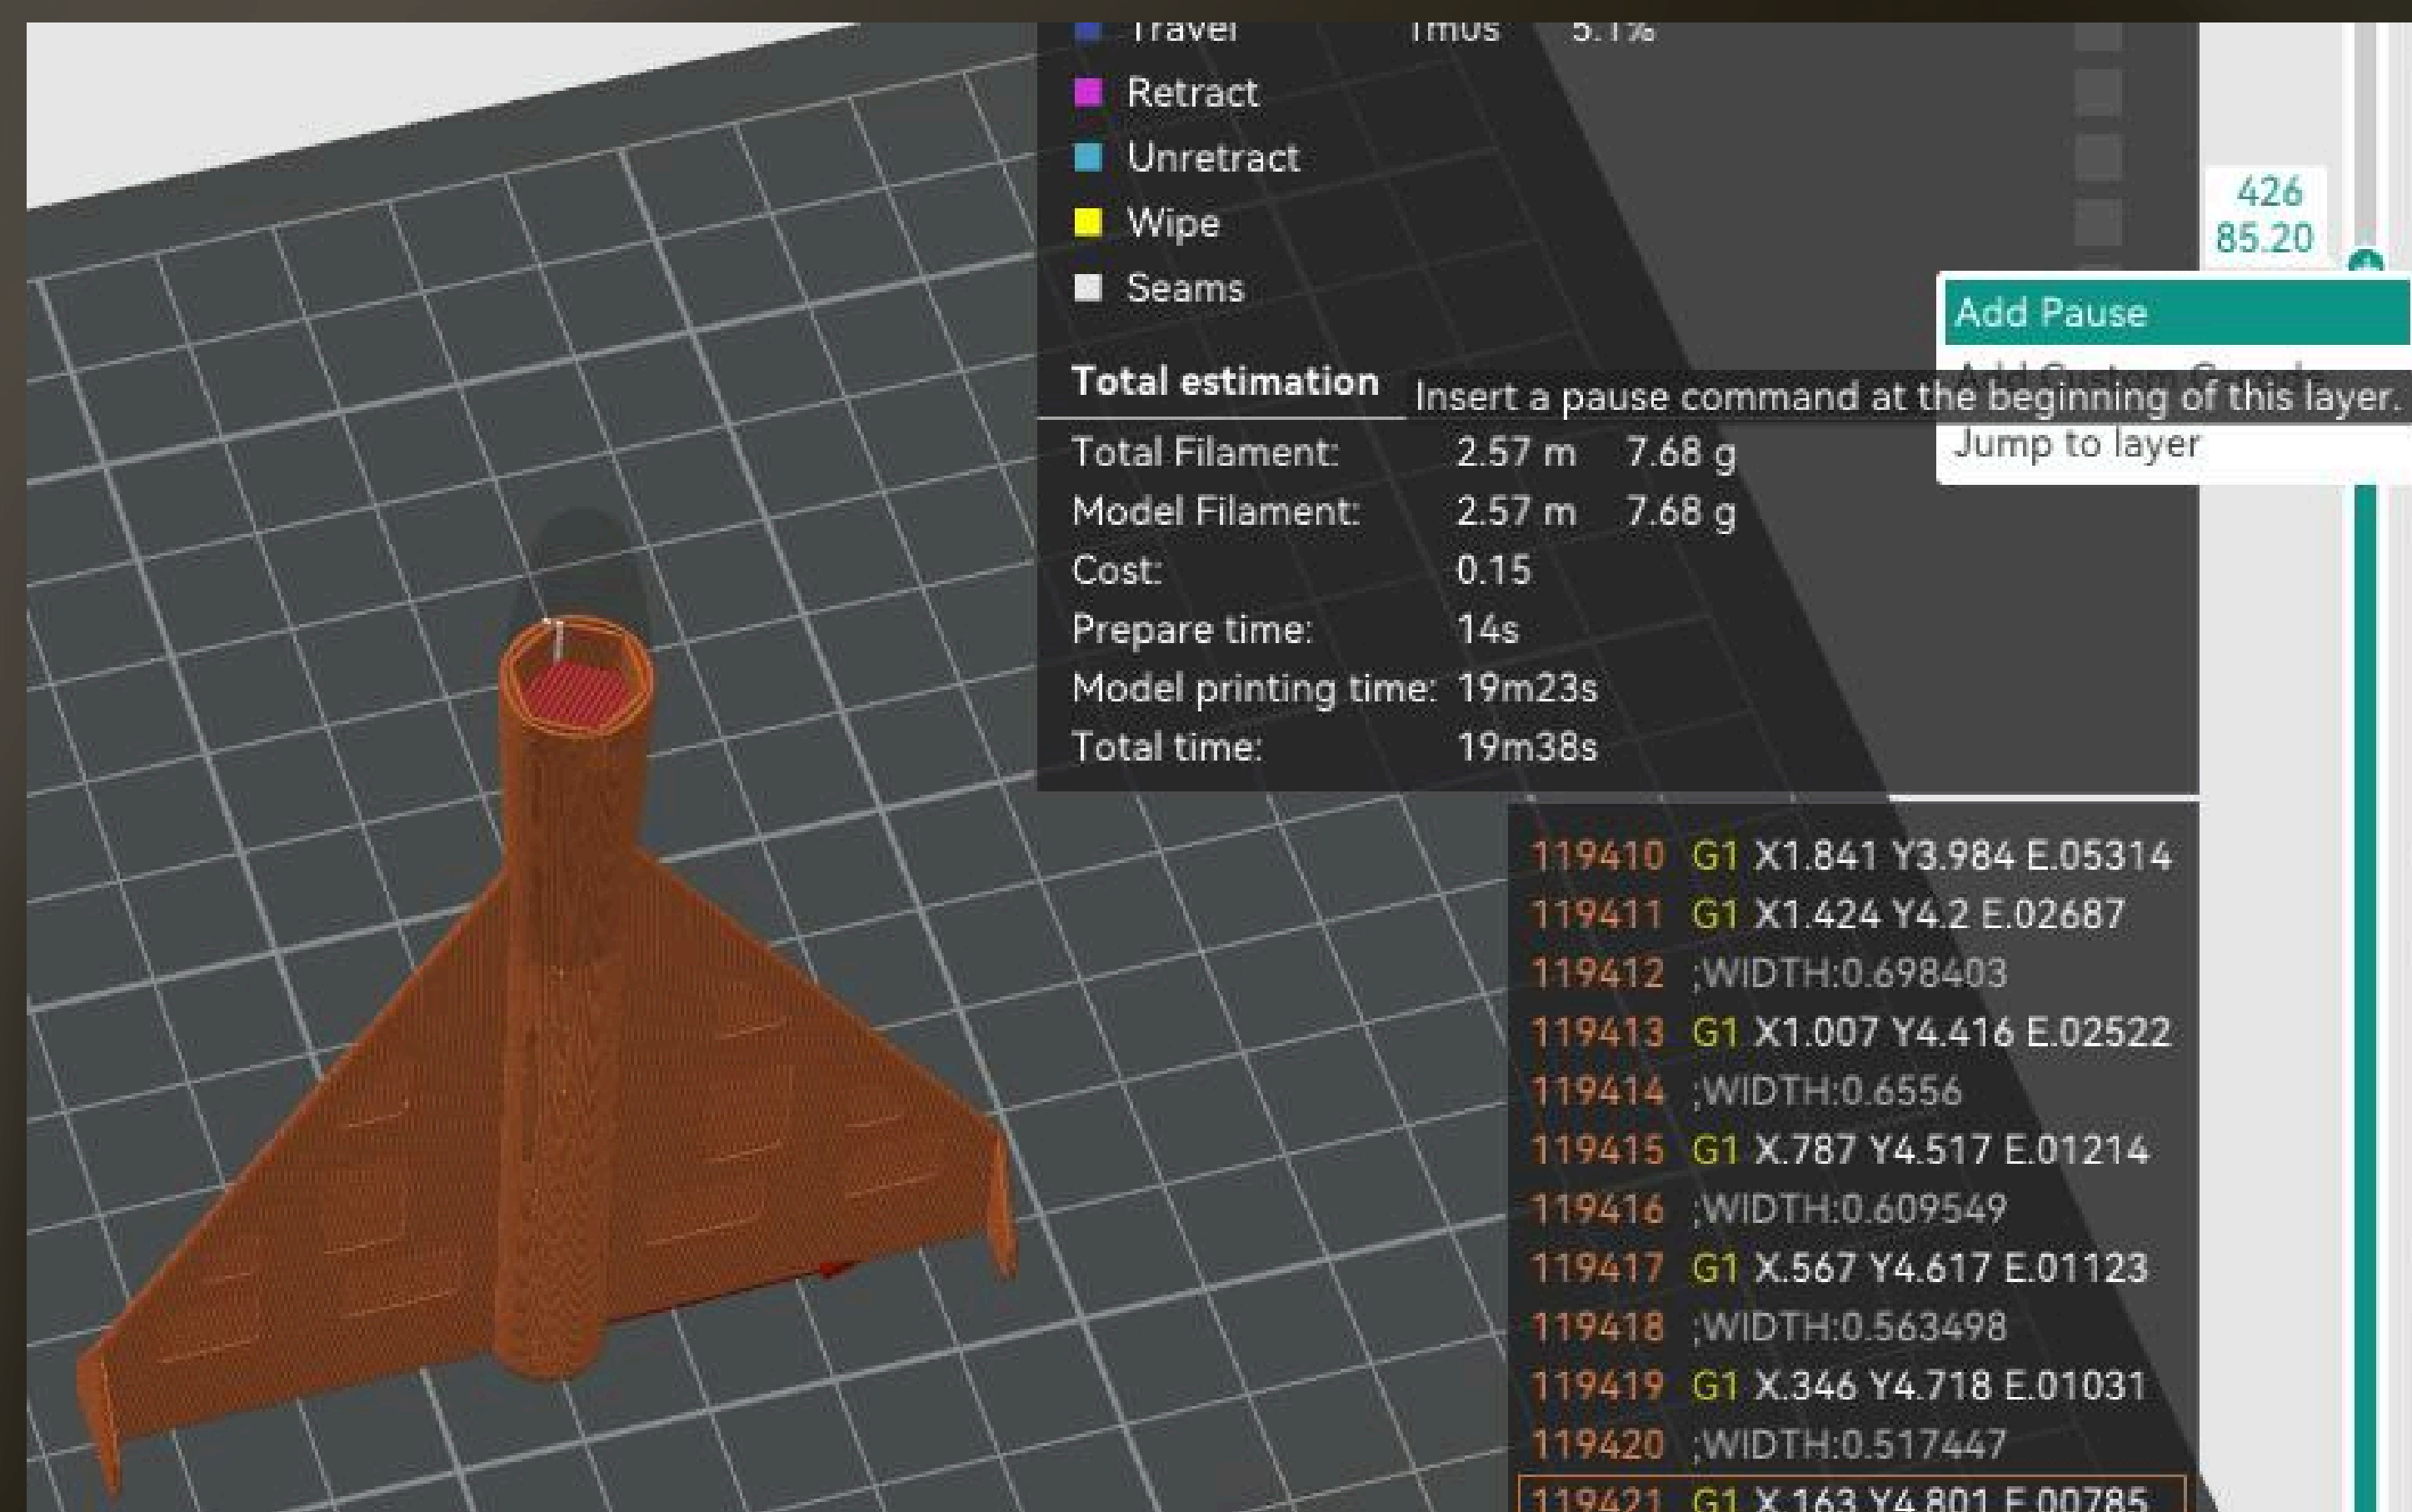 Travel 1m0s 5.1%
Retract
Unretract
Wipe
Seams
426
85.20
Add Pause
Total estimation
Insert a pause command at the beginning of this layer.
Jump to layer
Total Filament: 2.57 m 7.68 g
Model Filament: 2.57 m 7.68 g
Cost: 0.15
Prepare time: 14s
Model printing time: 19m23s
Total time: 19m38s
119410 G1 X1.841 Y3.984 E.05314
119411 G1 X1.424 Y4.2 E.02687
119412 ;WIDTH:0.698403
119413 G1 X1.007 Y4.416 E.02522
119414 ;WIDTH:0.6556
119415 G1 X.787 Y4.517 E.01214
119416 ;WIDTH:0.609549
119417 G1 X.567 Y4.617 E.01123
119418 ;WIDTH:0.563498
119419 G1 X.346 Y4.718 E.01031
119420 ;WIDTH:0.517447
119421 G1 X.163 Y4.801 E.00785